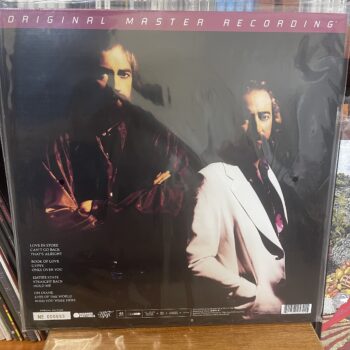 ORIGINAL MASTER RECORDING
LOVE IN STORE
CAN'T GO BACK
THAT'S ALRIGHT
BOOK OF LOVE
GYPSY
ONLY OVER YOU
EMPIRE STATE
STRAIGHT BACK
HOLD ME
OH DIANE
EYES OF THE WORLD
WISH YOU WERE HERE